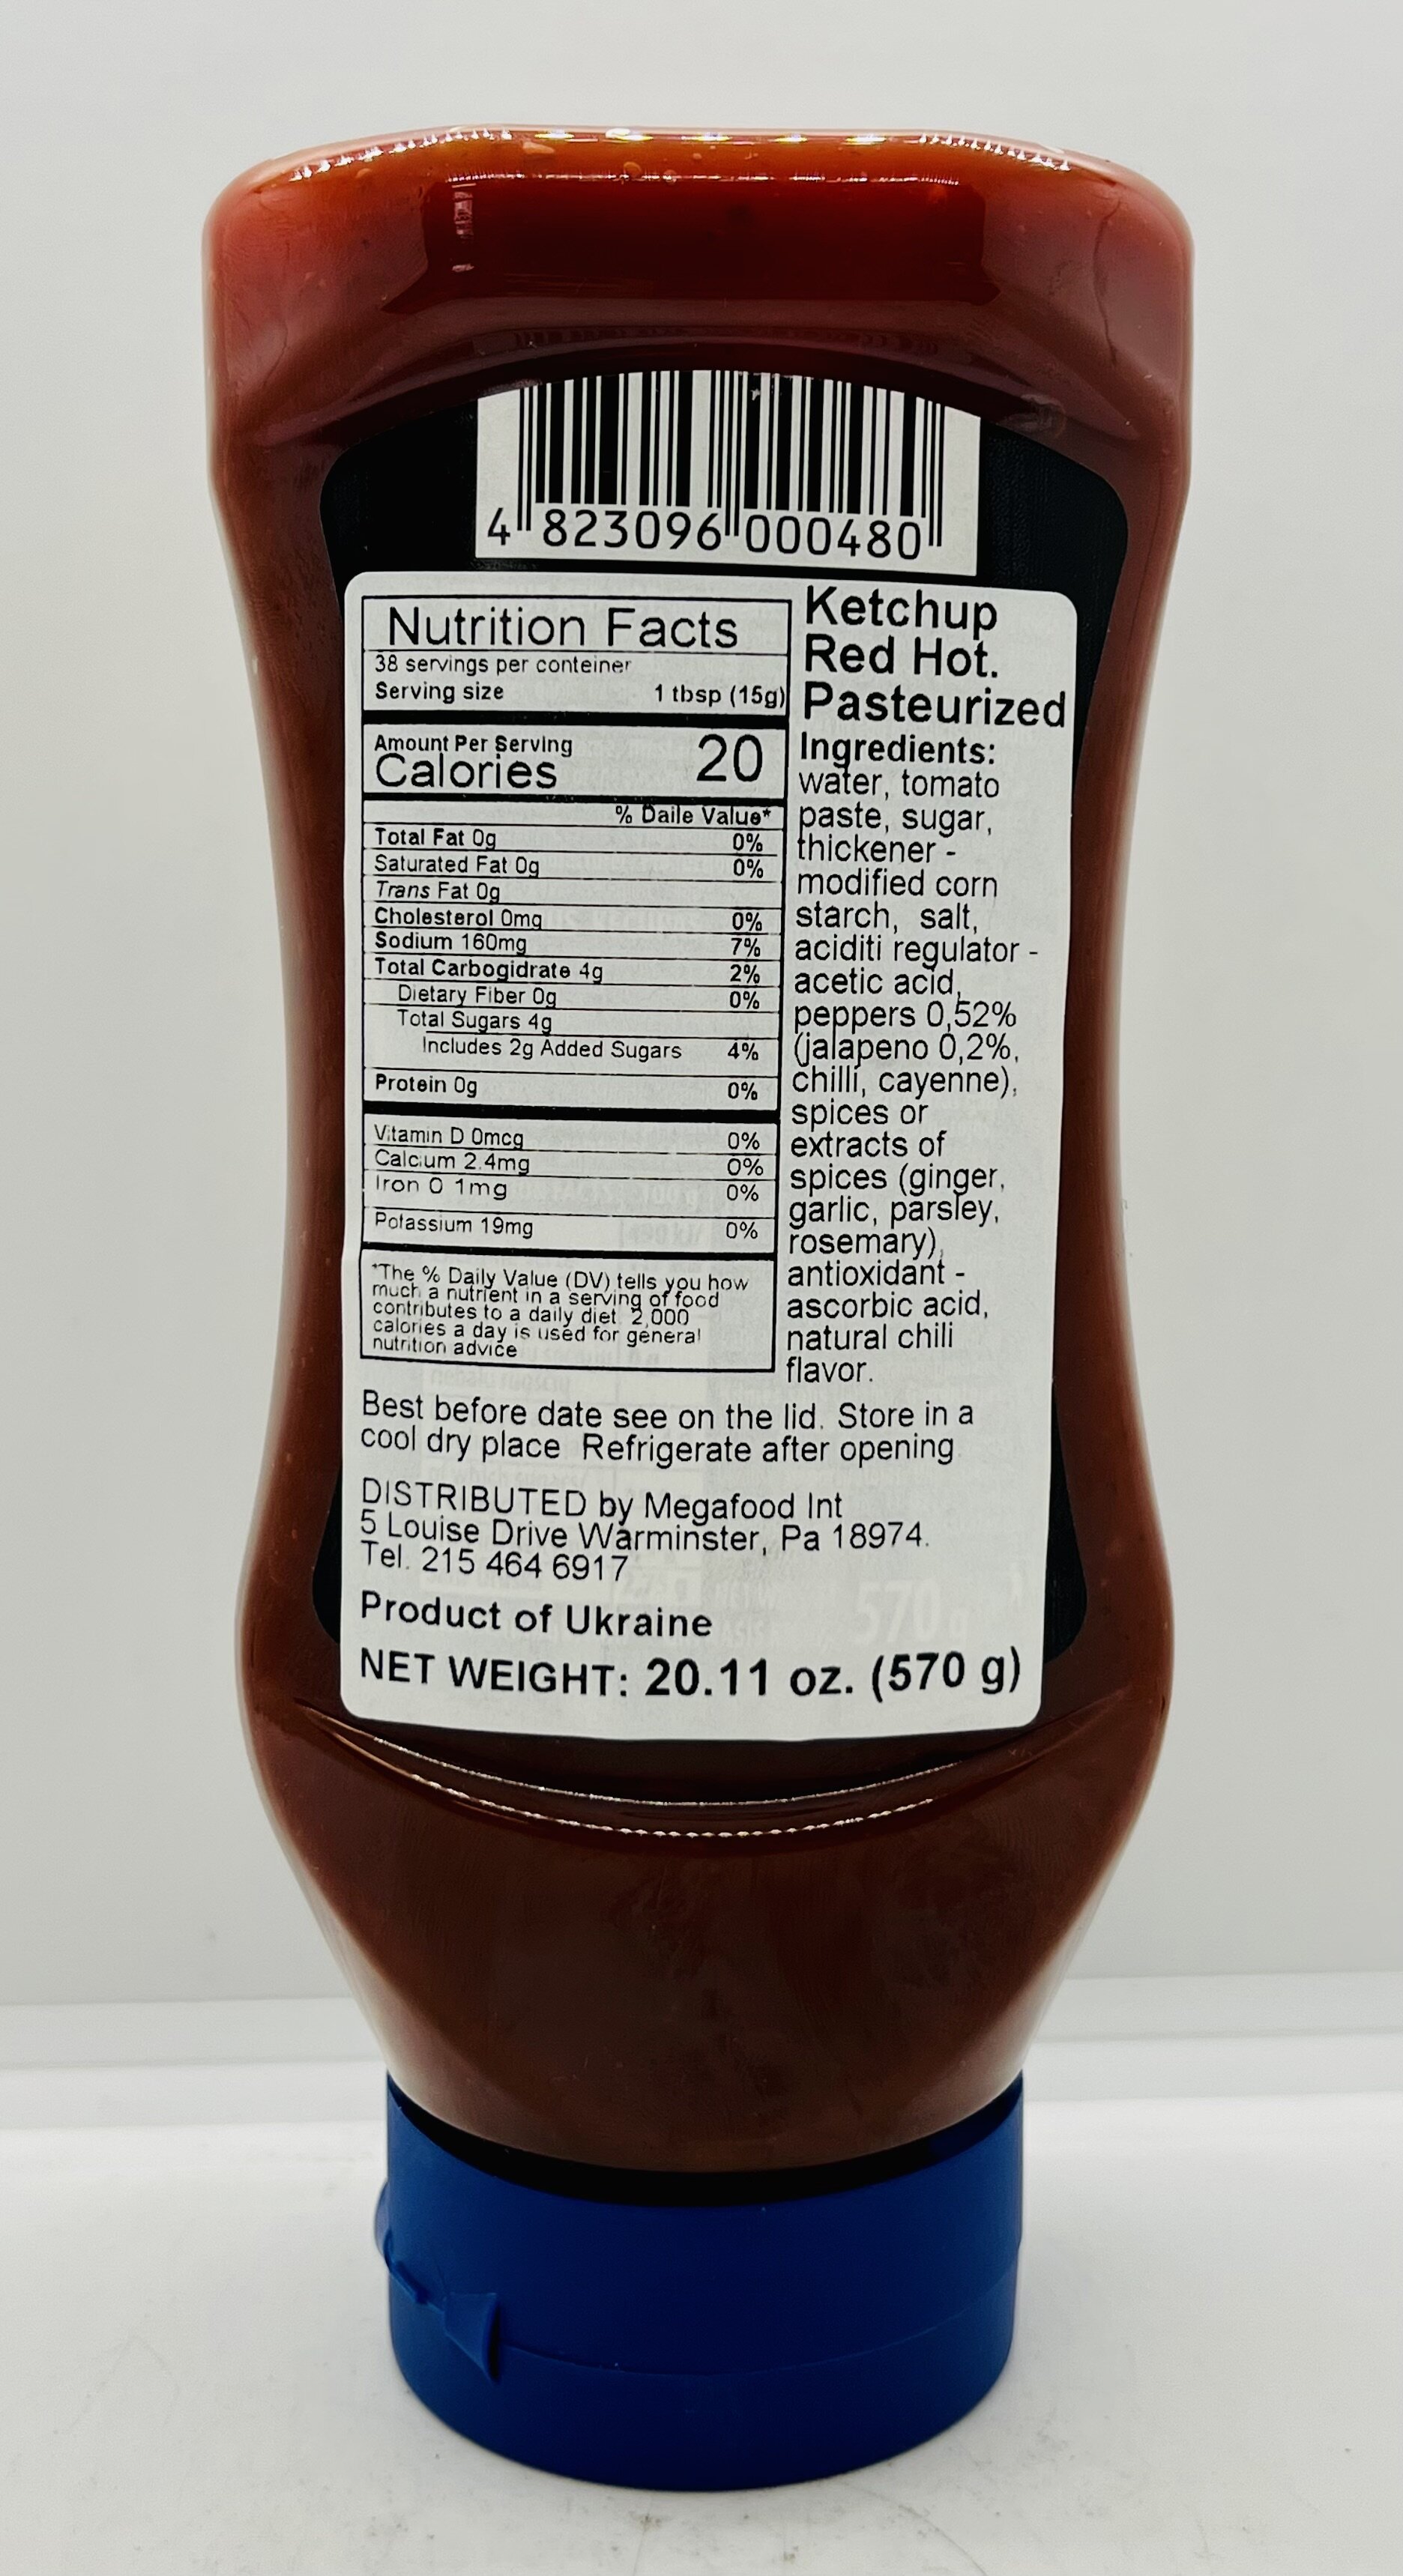 4 823096 000480
Nutrition Facts
38 servings per conteiner
Serving size 1 tbsp (15g)
Amount Per Serving
Calories 20
% Daile Value*
Total Fat 0g 0%
Saturated Fat 0g 0%
Trans Fat 0g
Cholesterol 0mg 0%
Sodium 160mg 7%
Total Carbogidrate 4g 2%
Dietary Fiber 0g 0%
Total Sugars 4g
Includes 2g Added Sugars 4%
Protein 0g 0%
Vitamin D 0mcg 0%
Calcium 2.4mg 0%
Iron 0 1mg 0%
Potassium 19mg 0%
*The % Daily Value (DV) tells you how
much a nutrient in a serving of food
contributes to a daily diet 2,000
calories a day is used for general
nutrition advice
Ketchup
Red Hot.
Pasteurized
Ingredients:
water, tomato
paste, sugar,
thickener -
modified corn
starch, salt,
aciditi regulator -
acetic acid,
peppers 0,52%
(jalapeno 0,2%,
chilli, cayenne),
spices or
extracts of
spices (ginger,
garlic, parsley,
rosemary),
antioxidant -
ascorbic acid,
natural chili
flavor.
Best before date see on the lid. Store in a
cool dry place Refrigerate after opening.
DISTRIBUTED by Megafood Int
5 Louise Drive Warminster, Pa 18974.
Tel. 215 464 6917
Product of Ukraine
570 g
NET WEIGHT: 20.11 oz. (570 g)